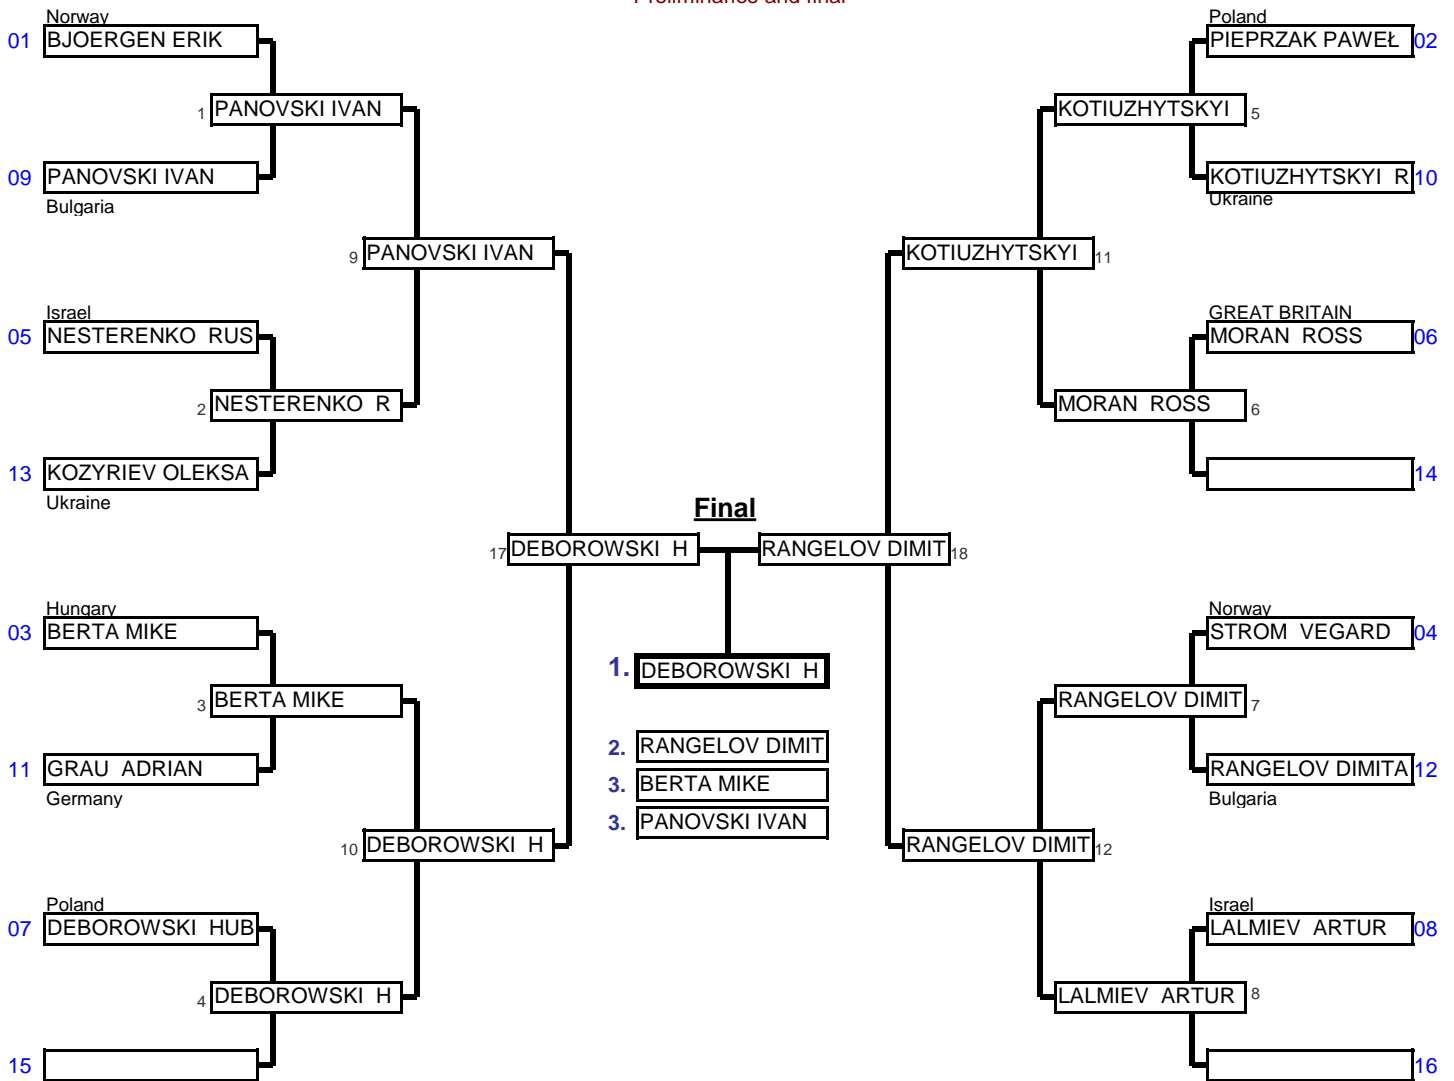 Preliminaries and final
Norway
01 BJOERGEN ERIK
1 PANOVSKI IVAN
09 PANOVSKI IVAN
Bulgaria
9 PANOVSKI IVAN
Israel
05 NESTERENKO RUS
2 NESTERENKO R
13 KOZYRIEV OLEKSA
Ukraine
17 DEBOROWSKI H
Hungary
03 BERTA MIKE
3 BERTA MIKE
11 GRAU ADRIAN
Germany
10 DEBOROWSKI H
Poland
07 DEBOROWSKI HUB
4 DEBOROWSKI H
15
Final
1. DEBOROWSKI H
2. RANGELOV DIMIT
3. BERTA MIKE
3. PANOVSKI IVAN
Poland
PIEPRZAK PAWEŁ 02
KOTIUZHYTSKYI 5
KOTIUZHYTSKYI R 10
Ukraine
KOTIUZHYTSKYI 11
GREAT BRITAIN
MORAN ROSS 06
MORAN ROSS 6
14
RANGELOV DIMIT 18
Norway
STROM VEGARD 04
RANGELOV DIMIT 7
RANGELOV DIMITA 12
Bulgaria
RANGELOV DIMIT 12
Israel
LALMIEV ARTUR 08
LALMIEV ARTUR 8
16